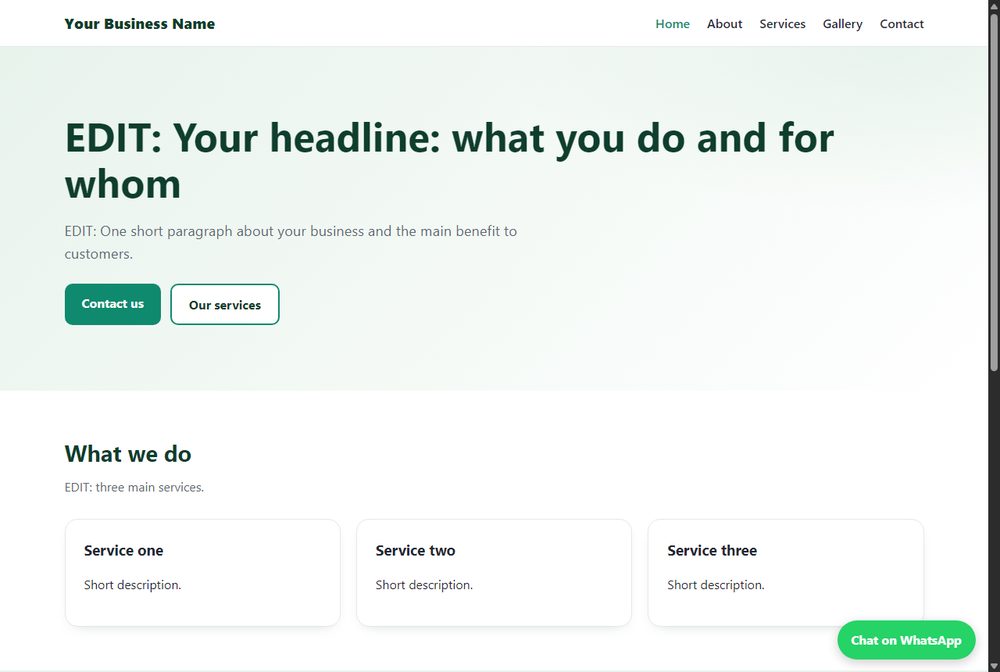 Your Business Name
Home About Services Gallery Contact
EDIT: Your headline: what you do and for
whom
EDIT: One short paragraph about your business and the main benefit to
customers.
Contact us
Our services
What we do
EDIT: three main services.
Service one
Short description.
Service two
Short description.
Service three
Short description.
Chat on WhatsApp